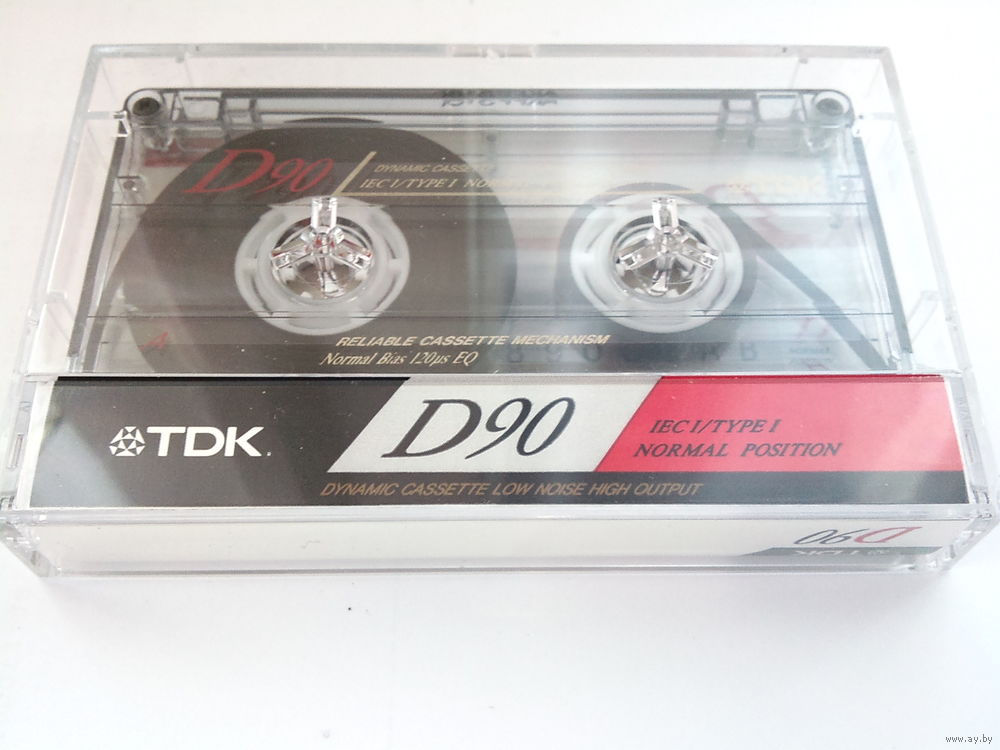 D90
DYNAMIC CASSETTE
IEC I/TYPE I
A
RELIABLE CASSETTE MECHANISM
Normal Bias 120µs EQ
TDK
D90
IEC I/TYPE I
NORMAL POSITION
DYNAMIC CASSETTE LOW NOISE HIGH OUTPUT
D90
TDK
www.ay.by